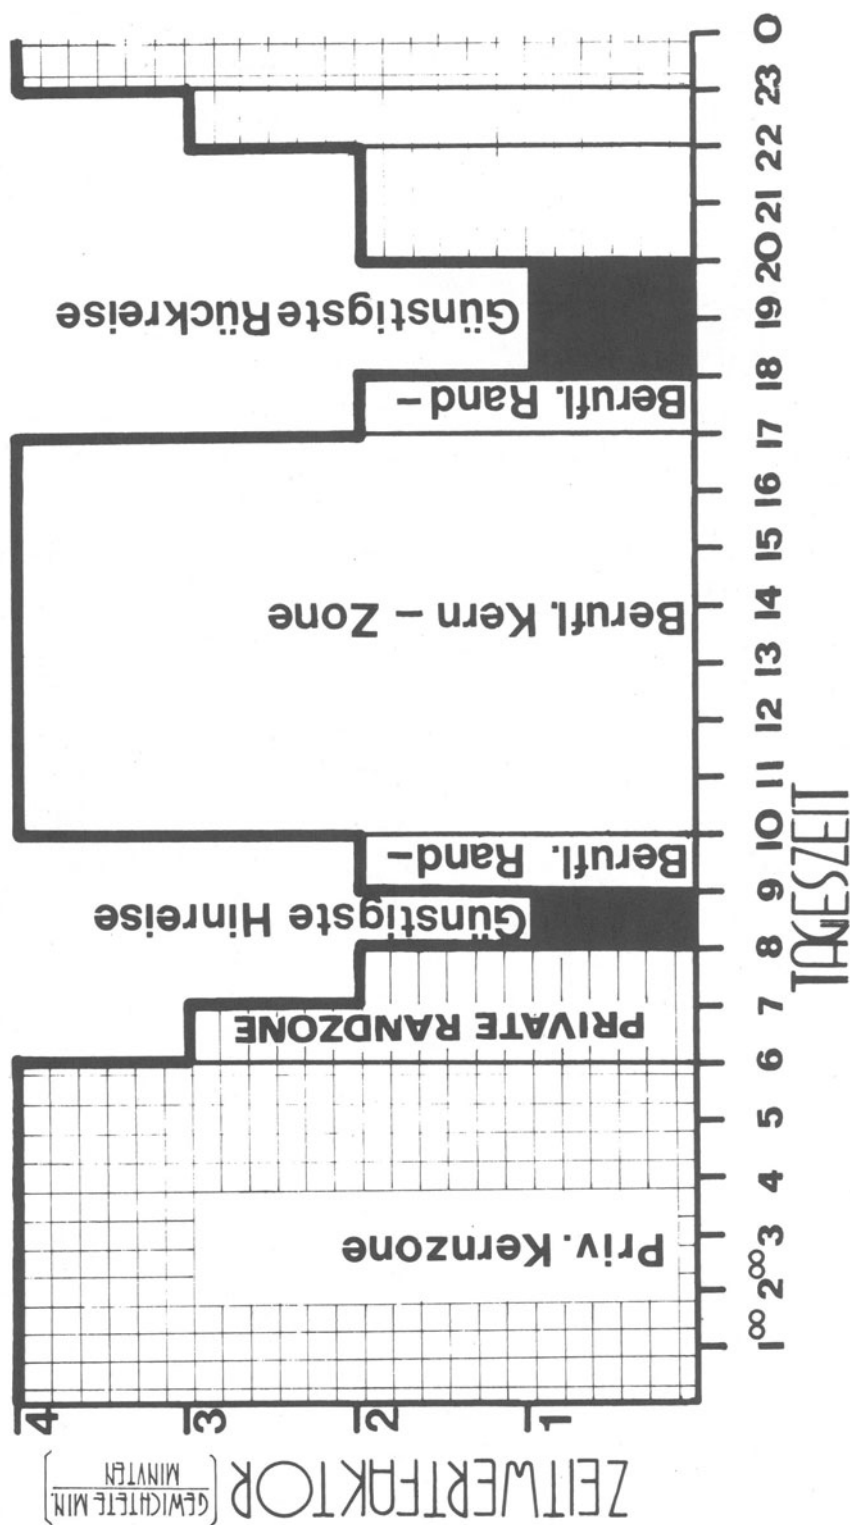 ZEITWERTFAKTOR
(GEWICHTETE MIN.
MINUTEN)
4
3
2
1
Priv. Kernzone
PRIVATE RANDZONE
Günstigste Hinreise
Berufl. Rand-
Berufl. Kern - Zone
Berufl. Rand-
Günstigste Rückreise
1⁰⁰ 2⁰⁰ 3 4 5 6 7 8 9 10 11 12 13 14 15 16 17 18 19 20 21 22 23 0
TAGESZEIT